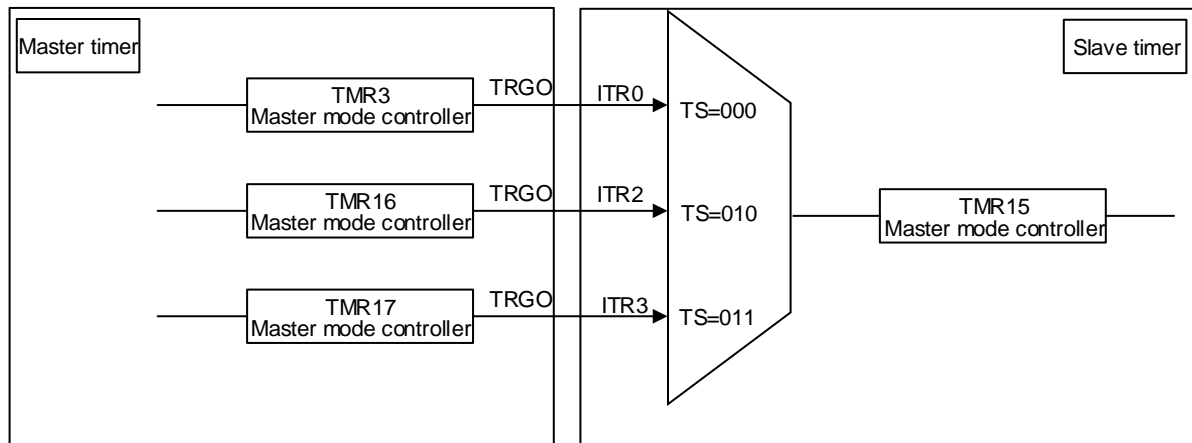 Master timer
Slave timer
TMR3
Master mode controller
TRGO
ITR0
TS=000
TMR16
Master mode controller
TRGO
ITR2
TS=010
TMR15
Master mode controller
TMR17
Master mode controller
TRGO
ITR3
TS=011